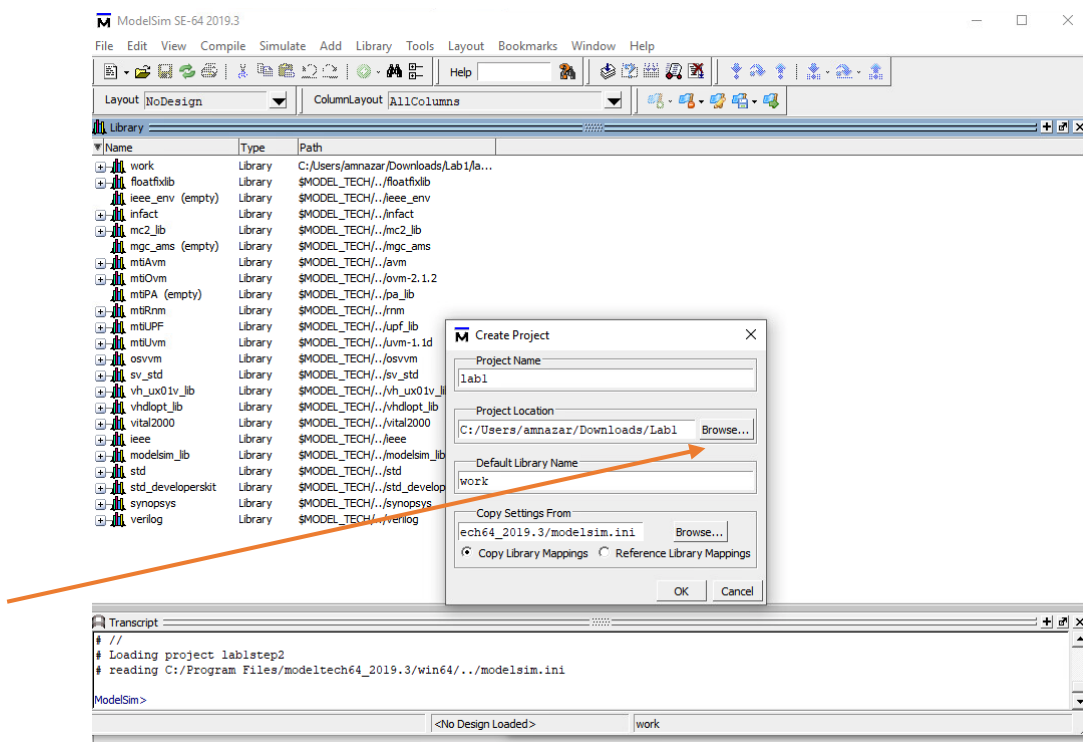 ModelSim SE-64 2019.3
File Edit View Compile Simulate Add Library Tools Layout Bookmarks Window Help
Help
Layout NoDesign ColumnLayout AllColumns
Library
Name Type Path
work Library C:/Users/amnazar/Downloads/Lab1/la...
floatfixlib Library $MODEL_TECH/../floatfixlib
ieee_env (empty) Library $MODEL_TECH/../ieee_env
infact Library $MODEL_TECH/../infact
mc2_lib Library $MODEL_TECH/../mc2_lib
mgc_ams (empty) Library $MODEL_TECH/../mgc_ams
mtiAvm Library $MODEL_TECH/../avm
mtiOvm Library $MODEL_TECH/../ovm-2.1.2
mtiPA (empty) Library $MODEL_TECH/../pa_lib
mtiRnm Library $MODEL_TECH/../rnm
mtiUPF Library $MODEL_TECH/../upf_lib
mtiUvm Library $MODEL_TECH/../uvm-1.1d
osvvm Library $MODEL_TECH/../osvvm
sv_std Library $MODEL_TECH/../sv_std
vh_ux01v_lib Library $MODEL_TECH/../vh_ux01v_li
vhdlopt_lib Library $MODEL_TECH/../vhdlopt_lib
vital2000 Library $MODEL_TECH/../vital2000
ieee Library $MODEL_TECH/../ieee
modelsim_lib Library $MODEL_TECH/../modelsim_lib
std Library $MODEL_TECH/../std
std_developerskit Library $MODEL_TECH/../std_develop
synopsys Library $MODEL_TECH/../synopsys
verilog Library $MODEL_TECH/../verilog
Create Project
Project Name
lab1
Project Location
C:/Users/amnazar/Downloads/Lab1 Browse...
Default Library Name
work
Copy Settings From
ech64_2019.3/modelsim.ini Browse...
Copy Library Mappings Reference Library Mappings
OK Cancel
Transcript
# //
# Loading project lab1step2
# reading C:/Program Files/modeltech64_2019.3/win64/../modelsim.ini
ModelSim>
<No Design Loaded> work